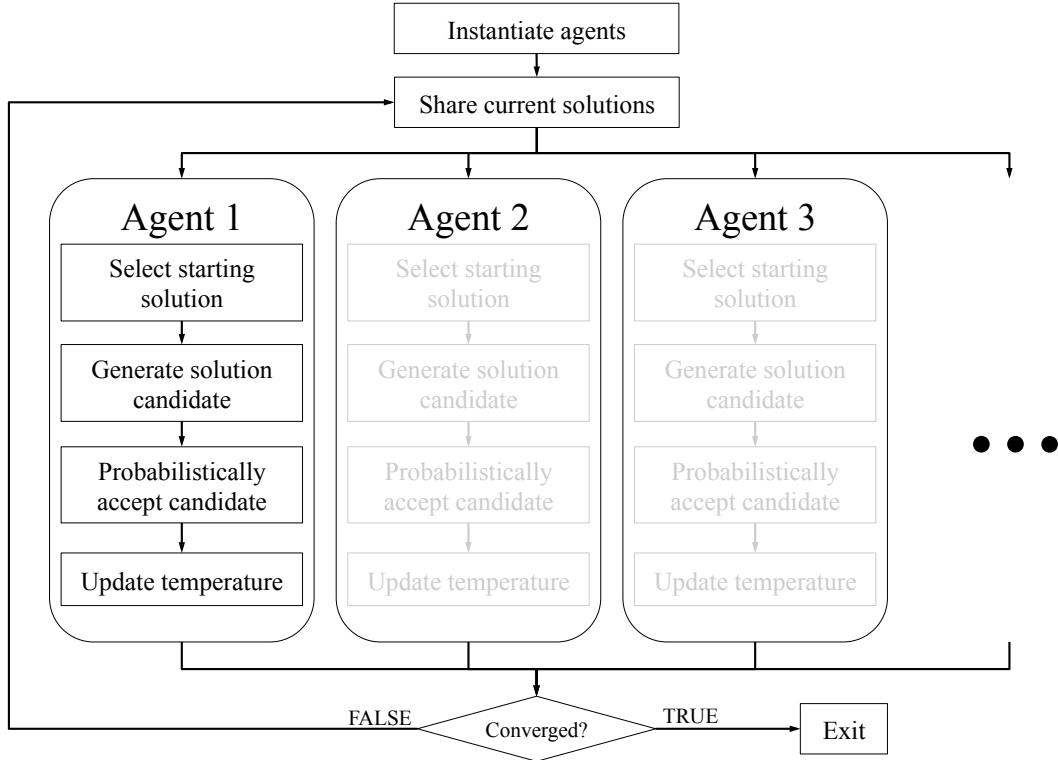 Instantiate agents
Share current solutions
Agent 1
Select starting
solution
Generate solution
candidate
Probabilistically
accept candidate
Update temperature
Agent 2
Select starting
solution
Generate solution
candidate
Probabilistically
accept candidate
Update temperature
Agent 3
Select starting
solution
Generate solution
candidate
Probabilistically
accept candidate
Update temperature
FALSE
Converged?
TRUE
Exit